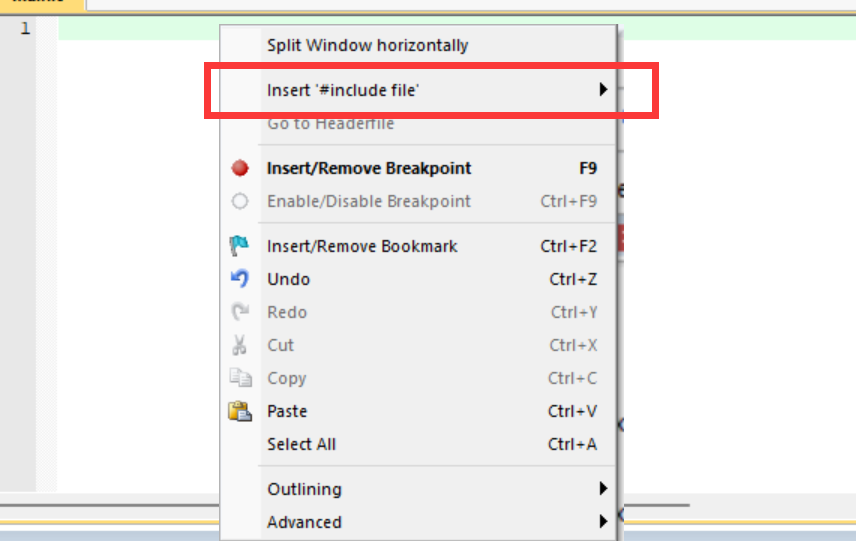 1
Split Window horizontally
Insert '#include file'
Go to Headerfile
Insert/Remove Breakpoint F9
Enable/Disable Breakpoint Ctrl+F9
Insert/Remove Bookmark Ctrl+F2
Undo Ctrl+Z
Redo Ctrl+Y
Cut Ctrl+X
Copy Ctrl+C
Paste Ctrl+V
Select All Ctrl+A
Outlining
Advanced